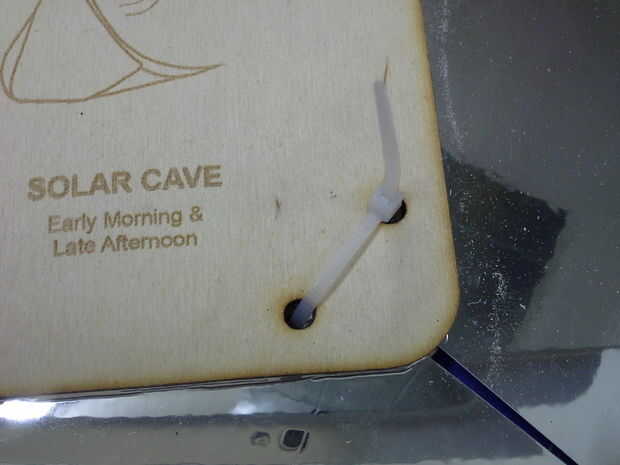 SOLAR CAVE
Early Morning &
Late Afternoon